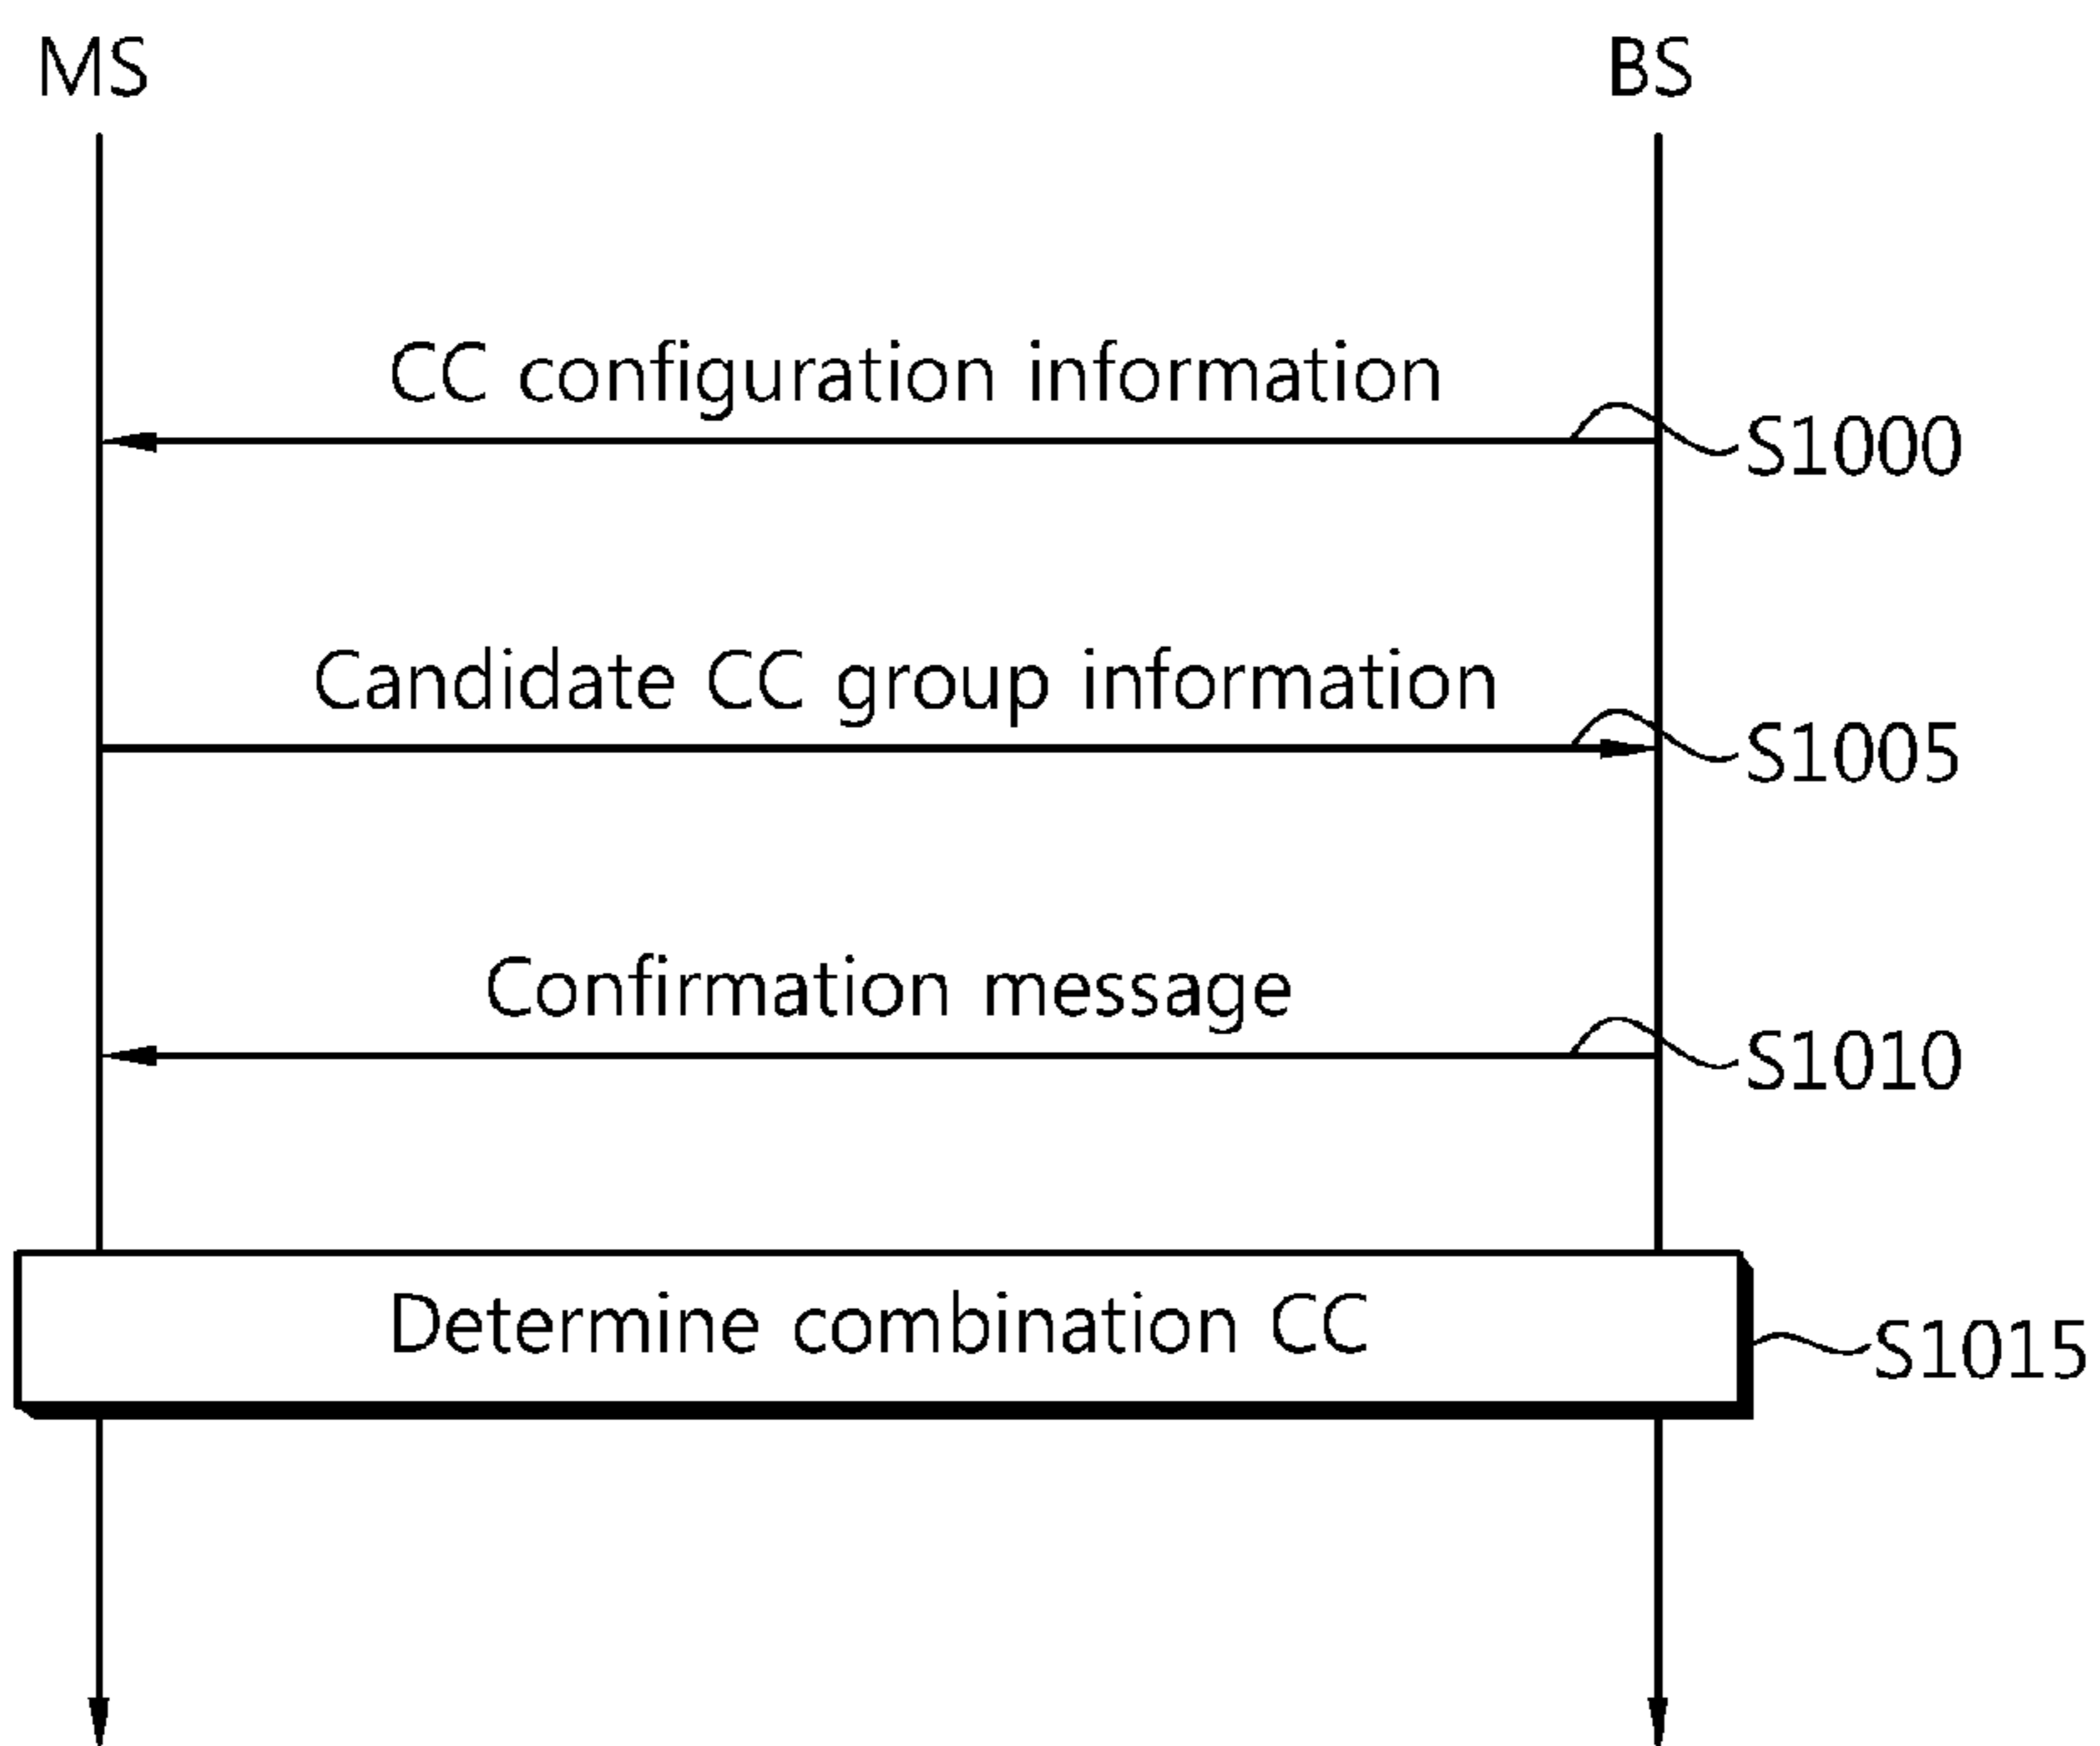 MS BS
CC configuration information
S1000
Candidate CC group information
S1005
Confirmation message
S1010
Determine combination CC
S1015